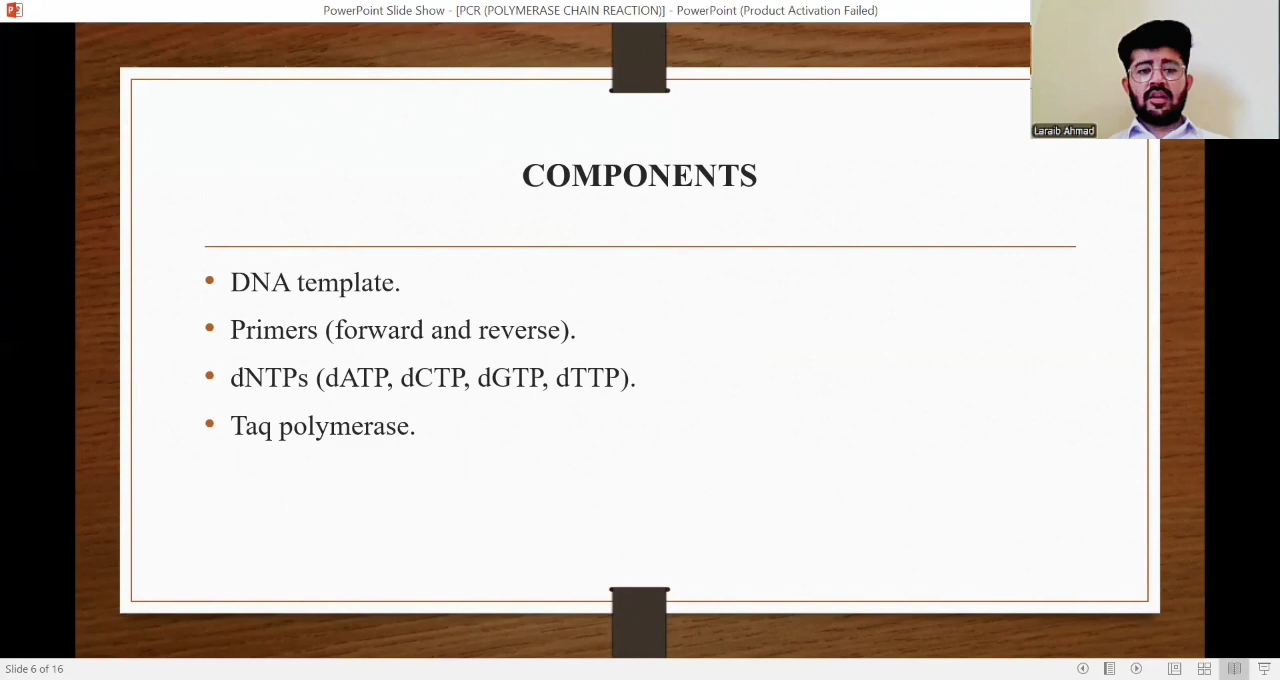 PowerPoint Slide Show - [PCR (POLYMERASE CHAIN REACTION)] - PowerPoint (Product Activation Failed)
Laraib Ahmad
COMPONENTS
• DNA template.
• Primers (forward and reverse).
• dNTPs (dATP, dCTP, dGTP, dTTP).
• Taq polymerase.
Slide 6 of 16